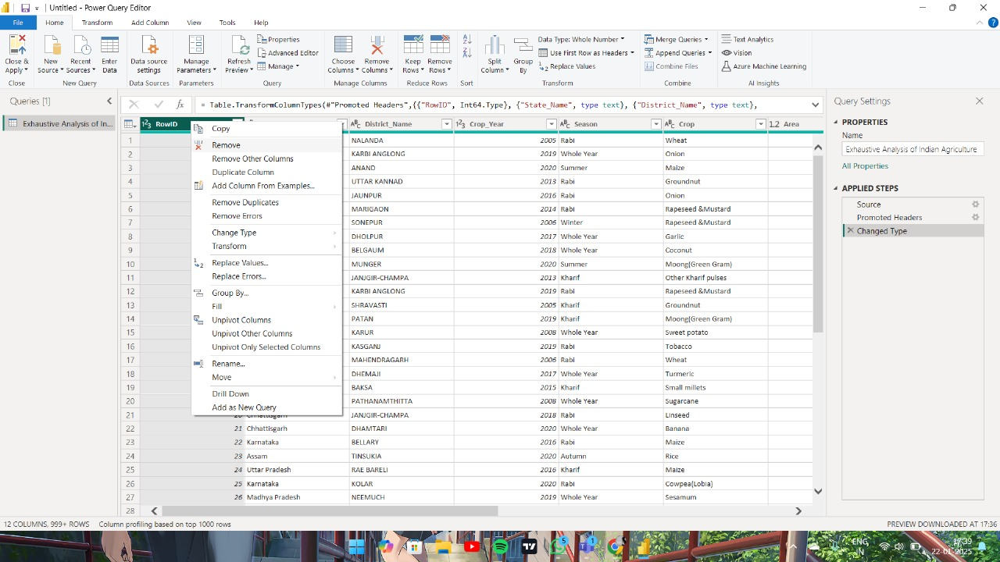 Untitled - Power Query Editor
File Home Transform Add Column View Tools Help
Close & Apply
New Source
Recent Sources
Enter Data
Data source settings
Manage Parameters
Refresh Preview
Properties
Advanced Editor
Manage
Choose Columns
Remove Columns
Keep Rows
Remove Rows
Split Column
Group By
Data Type: Whole Number
Use First Row as Headers
1 2 Replace Values
Merge Queries
Append Queries
Combine Files
Text Analytics
Vision
Azure Machine Learning
Close New Query Data Sources Parameters Query Manage Columns Reduce Rows Sort Transform Combine AI Insights
Queries [1]
Exhaustive Analysis of In...
fx = Table.TransformColumnTypes(#"Promoted Headers",{{"RowID", Int64.Type}, {"State_Name", type text}, {"District_Name", type text},
123 RowID ABC District_Name 123 Crop_Year ABC Season ABC Crop 1.2 Area
1 NALANDA 2005 Rabi Wheat
2 KARBI ANGLONG 2019 Whole Year Onion
3 ANAND 2020 Summer Maize
4 UTTAR KANNAD 2013 Rabi Groundnut
5 JAUNPUR 2016 Rabi Onion
6 MARIGAON 2014 Rabi Rapeseed &Mustard
7 SONEPUR 2006 Winter Rapeseed &Mustard
8 DHOLPUR 2017 Whole Year Garlic
9 BELGAUM 2018 Whole Year Coconut
10 MUNGER 2020 Summer Moong(Green Gram)
11 JANJGIR-CHAMPA 2013 Kharif Other Kharif pulses
12 KARBI ANGLONG 2019 Rabi Rapeseed &Mustard
13 SHRAVASTI 2005 Kharif Groundnut
14 PATAN 2019 Kharif Moong(Green Gram)
15 KARUR 2008 Whole Year Sweet potato
16 KASGANJ 2019 Rabi Tobacco
17 MAHENDRAGARH 2006 Rabi Wheat
18 DHEMAJI 2017 Whole Year Turmeric
19 BAKSA 2015 Kharif Small millets
20 PATHANAMTHITTA 2008 Whole Year Sugarcane
21 20 Chhattisgarh JANJGIR-CHAMPA 2018 Rabi Linseed
22 21 Chhattisgarh DHAMTARI 2020 Whole Year Banana
23 22 Karnataka BELLARY 2016 Rabi Maize
24 23 Assam TINSUKIA 2020 Autumn Rice
25 24 Uttar Pradesh RAE BARELI 2016 Kharif Maize
26 25 Karnataka KOLAR 2020 Rabi Cowpea(Lobia)
27 26 Madhya Pradesh NEEMUCH 2019 Whole Year Sesamum
28
Copy
Remove
Remove Other Columns
Duplicate Column
Add Column From Examples...
Remove Duplicates
Remove Errors
Change Type
Transform
Replace Values...
Replace Errors...
Group By...
Fill
Unpivot Columns
Unpivot Other Columns
Unpivot Only Selected Columns
Rename...
Move
Drill Down
Add as New Query
Query Settings
PROPERTIES
Name
Exhaustive Analysis of Indian Agriculture
All Properties
APPLIED STEPS
Source
Promoted Headers
Changed Type
12 COLUMNS, 999+ ROWS Column profiling based on top 1000 rows PREVIEW DOWNLOADED AT 17:36
5
1
ENG
IN
17:39
22-01-2025